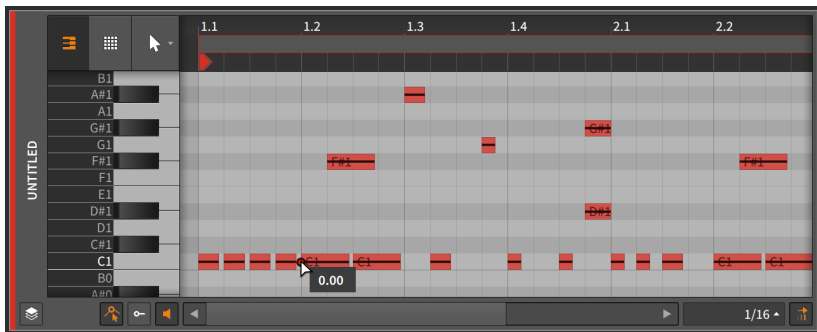 1.1 1.2 1.3 1.4 2.1 2.2
UNTITLED
B1
A#1
A1
G#1 G#1
G1
F#1 F#1 F#1
F1
E1
D#1 D#1
D1
C#1
C1 C1 C1 C1 C1
B0
0.00
A#0
1/16